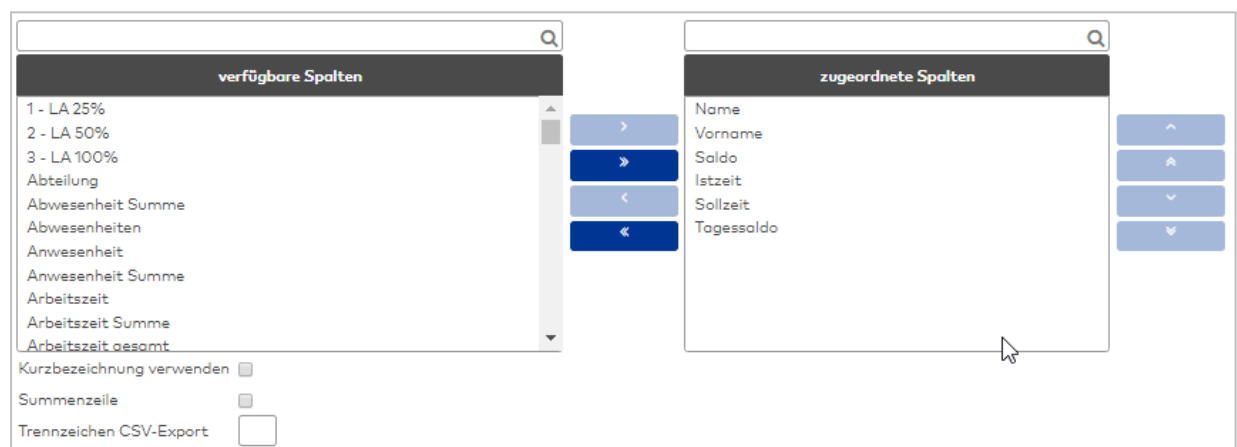 verfügbare Spalten
1 - LA 25%
2 - LA 50%
3 - LA 100%
Abteilung
Abwesenheit Summe
Abwesenheiten
Anwesenheit
Anwesenheit Summe
Arbeitszeit
Arbeitszeit Summe
Arbeitszeit gesamt
zugeordnete Spalten
Name
Vorname
Saldo
Istzeit
Sollzeit
Tagessaldo
Kurzbezeichnung verwenden
Summenzeile
Trennzeichen CSV-Export